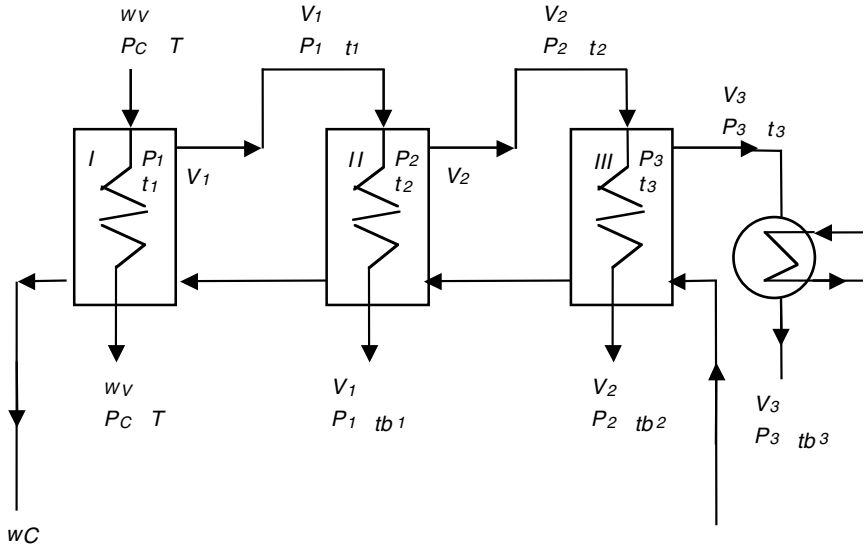 wV
PC T
V1
P1 t1
V2
P2 t2
V3
P3 t3
I P1
t1
V1
II P2
t2
V2
III P3
t3
wV
PC T
V1
P1 tb1
V2
P2 tb2
V3
P3 tb3
wC